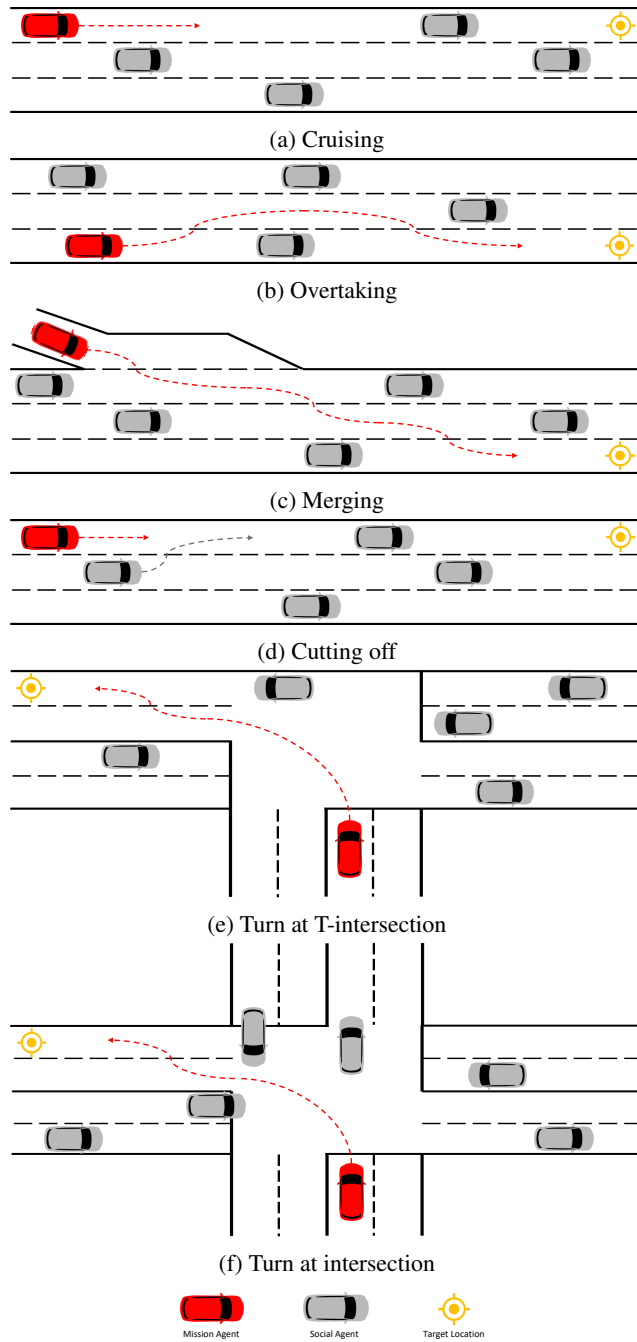 (a) Cruising
(b) Overtaking
(c) Merging
(d) Cutting off
(e) Turn at T-intersection
(f) Turn at intersection
Mission Agent Social Agent Target Location